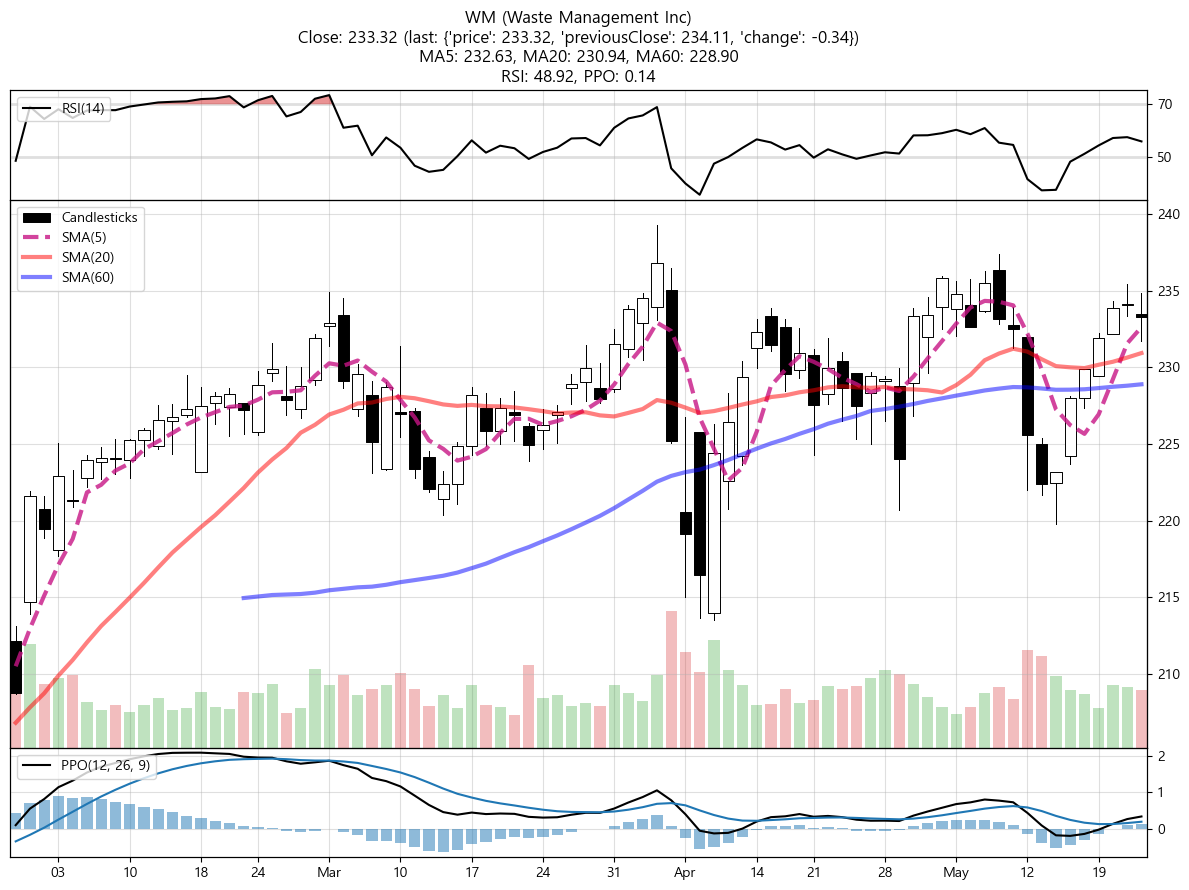 WM (Waste Management Inc)
Close: 233.32 (last: {'price': 233.32, 'previousClose': 234.11, 'change': -0.34})
MA5: 232.63, MA20: 230.94, MA60: 228.90
RSI: 48.92, PPO: 0.14
RSI(14)
70
50
Candlesticks
SMA(5)
SMA(20)
SMA(60)
240
235
230
225
220
215
210
PPO(12, 26, 9)
2
1
0
03 10 18 24 Mar 10 17 24 31 Apr 14 21 28 May 12 19